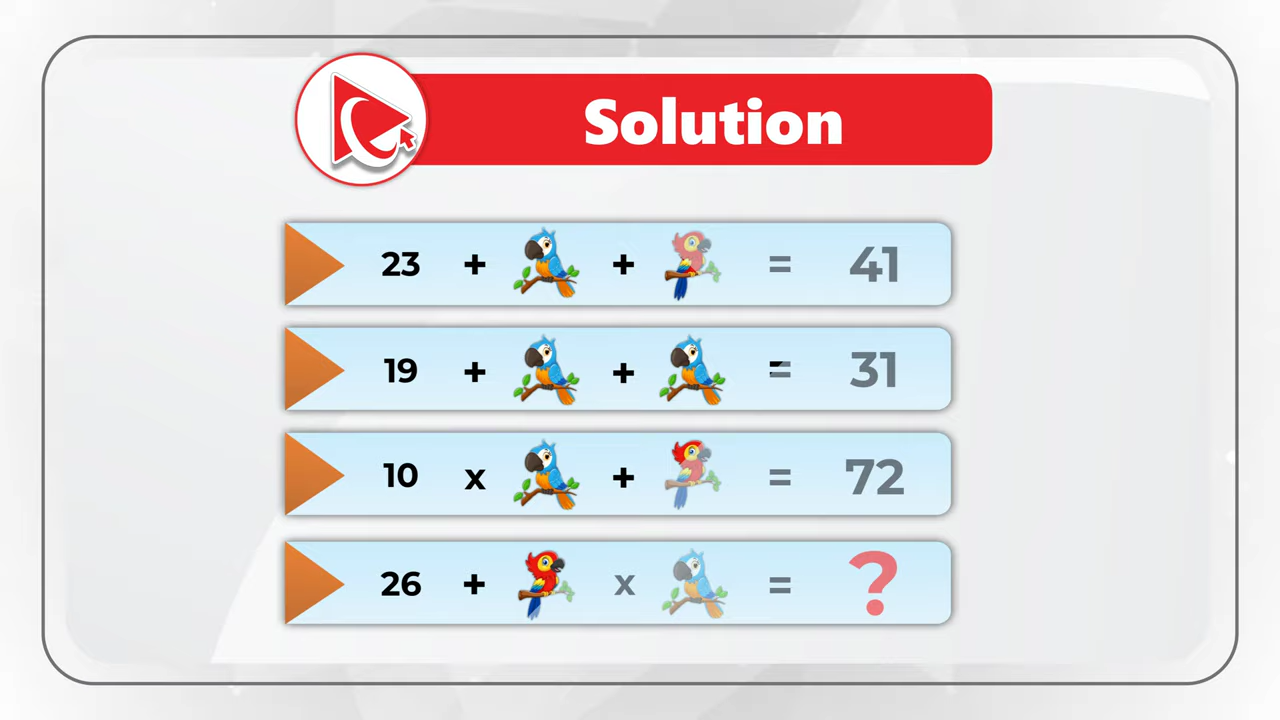 Solution
23 + + = 41
19 + + = 31
10 x + = 72
26 + x = ?